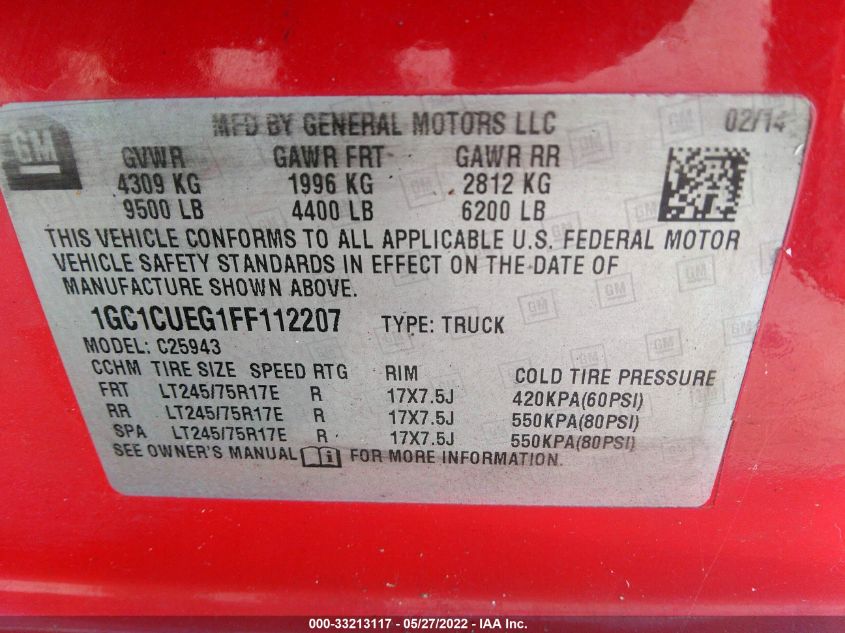 GM MFD BY GENERAL MOTORS LLC 02/14
GVWR GAWR FRT GAWR RR
4309 KG 1996 KG 2812 KG
9500 LB 4400 LB 6200 LB
THIS VEHICLE CONFORMS TO ALL APPLICABLE U.S. FEDERAL MOTOR
VEHICLE SAFETY STANDARDS IN EFFECT ON THE DATE OF
MANUFACTURE SHOWN ABOVE.
1GC1CUEG1FF112207 TYPE: TRUCK
MODEL: C25943
CCHM TIRE SIZE SPEED RTG RIM COLD TIRE PRESSURE
FRT LT245/75R17E R 17X7.5J 420KPA(60PSI)
RR LT245/75R17E R 17X7.5J 550KPA(80PSI)
SPA LT245/75R17E R 17X7.5J 550KPA(80PSI)
SEE OWNER'S MANUAL i FOR MORE INFORMATION.
000-33213117 - 05/27/2022 - IAA Inc.